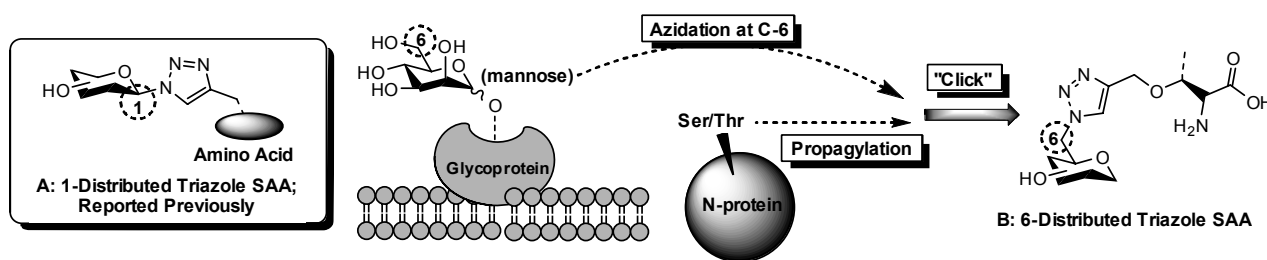 HO
O
N
N=N
1
Amino Acid
A: 1-Distributed Triazole SAA;
Reported Previously
6
HO
OH
HO
O
HO
(mannose)
O
Glycoprotein
Azidation at C-6
Ser/Thr
Propagylation
N-protein
"Click"
N=N
N
O
O
OH
H2N
6
HO
O
B: 6-Distributed Triazole SAA